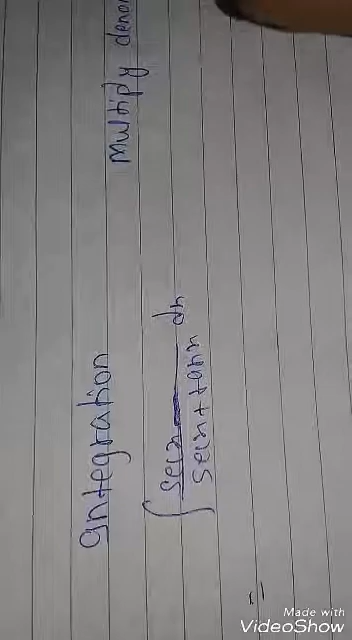 Integration
Multiply
∫ secx / secx + tanx dx
=
Made with
VideoShow